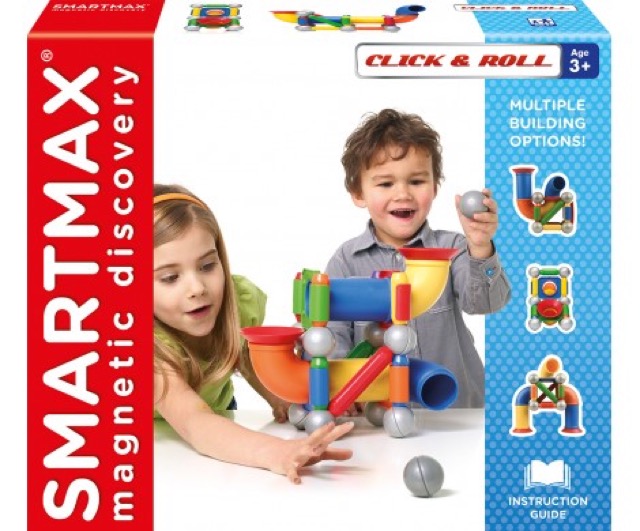 SMARTMAX
CLICK & ROLL
CLICK & ROLL
Age
3+
SMARTMAX®
magnetic discovery
MULTIPLE
BUILDING
OPTIONS!
INSTRUCTION
GUIDE